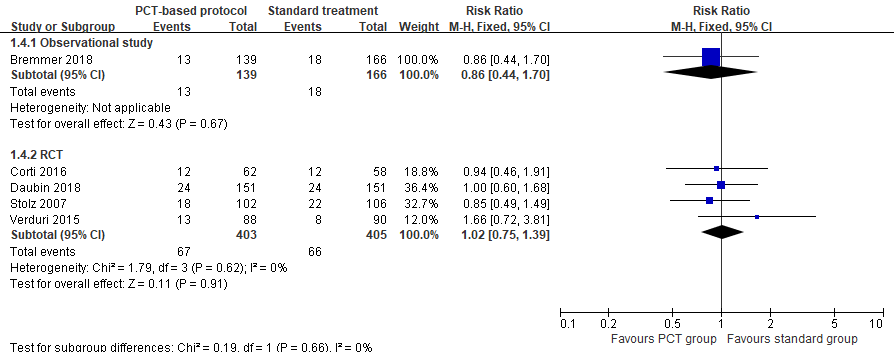 PCT-based protocol Standard treatment Risk Ratio Risk Ratio
Study or Subgroup Events Total Events Total Weight M-H, Fixed, 95% CI M-H, Fixed, 95% CI
1.4.1 Observational study
Bremmer 2018 13 139 18 166 100.0% 0.86 [0.44, 1.70]
Subtotal (95% CI) 139 166 100.0% 0.86 [0.44, 1.70]
Total events 13 18
Heterogeneity: Not applicable
Test for overall effect: Z = 0.43 (P = 0.67)
1.4.2 RCT
Corti 2016 12 62 12 58 18.8% 0.94 [0.46, 1.91]
Daubin 2018 24 151 24 151 36.4% 1.00 [0.60, 1.68]
Stolz 2007 18 102 22 106 32.7% 0.85 [0.49, 1.49]
Verduri 2015 13 88 8 90 12.0% 1.66 [0.72, 3.81]
Subtotal (95% CI) 403 405 100.0% 1.02 [0.75, 1.39]
Total events 67 66
Heterogeneity: Chi² = 1.79, df = 3 (P = 0.62); I² = 0%
Test for overall effect: Z = 0.11 (P = 0.91)
0.1 0.2 0.5 1 2 5 10
Favours PCT group Favours standard group
Test for subgroup differences: Chi² = 0.19, df = 1 (P = 0.66), I² = 0%